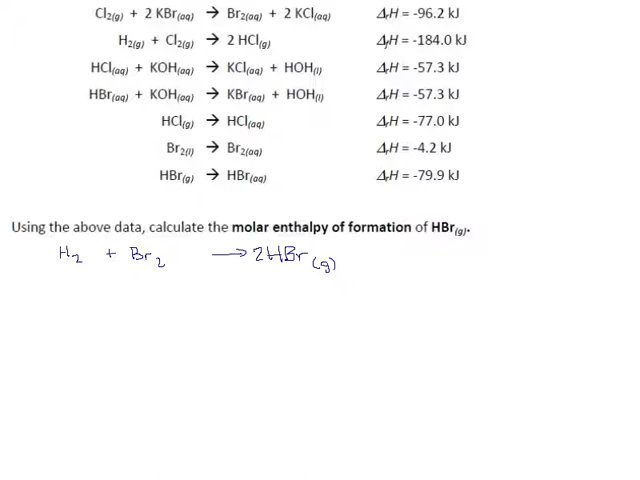 Cl₂(g) + 2 KBr(aq) → Br₂(aq) + 2 KCl(aq) ΔᵣH = -96.2 kJ
H₂(g) + Cl₂(g) → 2 HCl(g) ΔᵣH = -184.0 kJ
HCl(aq) + KOH(aq) → KCl(aq) + HOH(l) ΔᵣH = -57.3 kJ
HBr(aq) + KOH(aq) → KBr(aq) + HOH(l) ΔᵣH = -57.3 kJ
HCl(g) → HCl(aq) ΔᵣH = -77.0 kJ
Br₂(l) → Br₂(aq) ΔᵣH = -4.2 kJ
HBr(g) → HBr(aq) ΔᵣH = -79.9 kJ
Using the above data, calculate the molar enthalpy of formation of HBr(g).
H₂ + Br₂ → 2HBr (g)